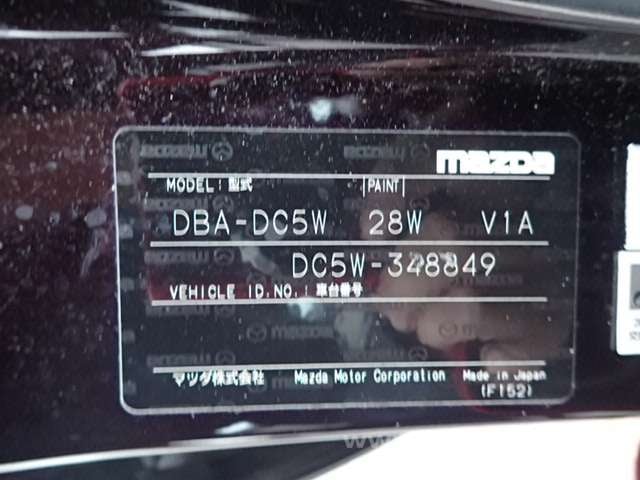 mazda
MODEL:型式 PAINT
DBA-DC5W 28W V1A
DC5W-348849
VEHICLE ID.NO.:車台番号
mazda
マツダ株式会社 Mazda Motor Corporation Made in Japan
(F152)